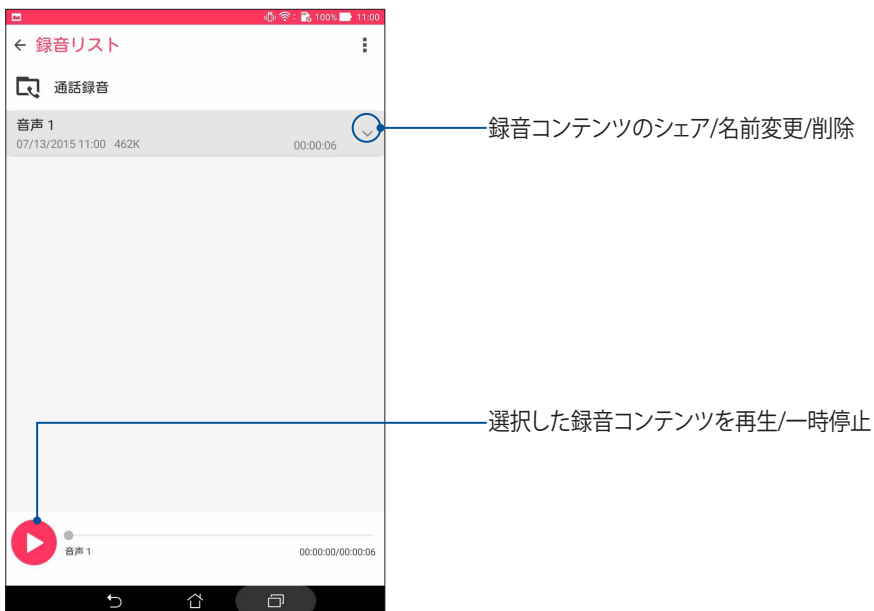 100% 11:00
録音リスト
通話録音
音声 1
07/13/2015 11:00 462K 00:00:06
録音コンテンツのシェア/名前変更/削除
選択した録音コンテンツを再生/一時停止
音声 1 00:00:00/00:00:06